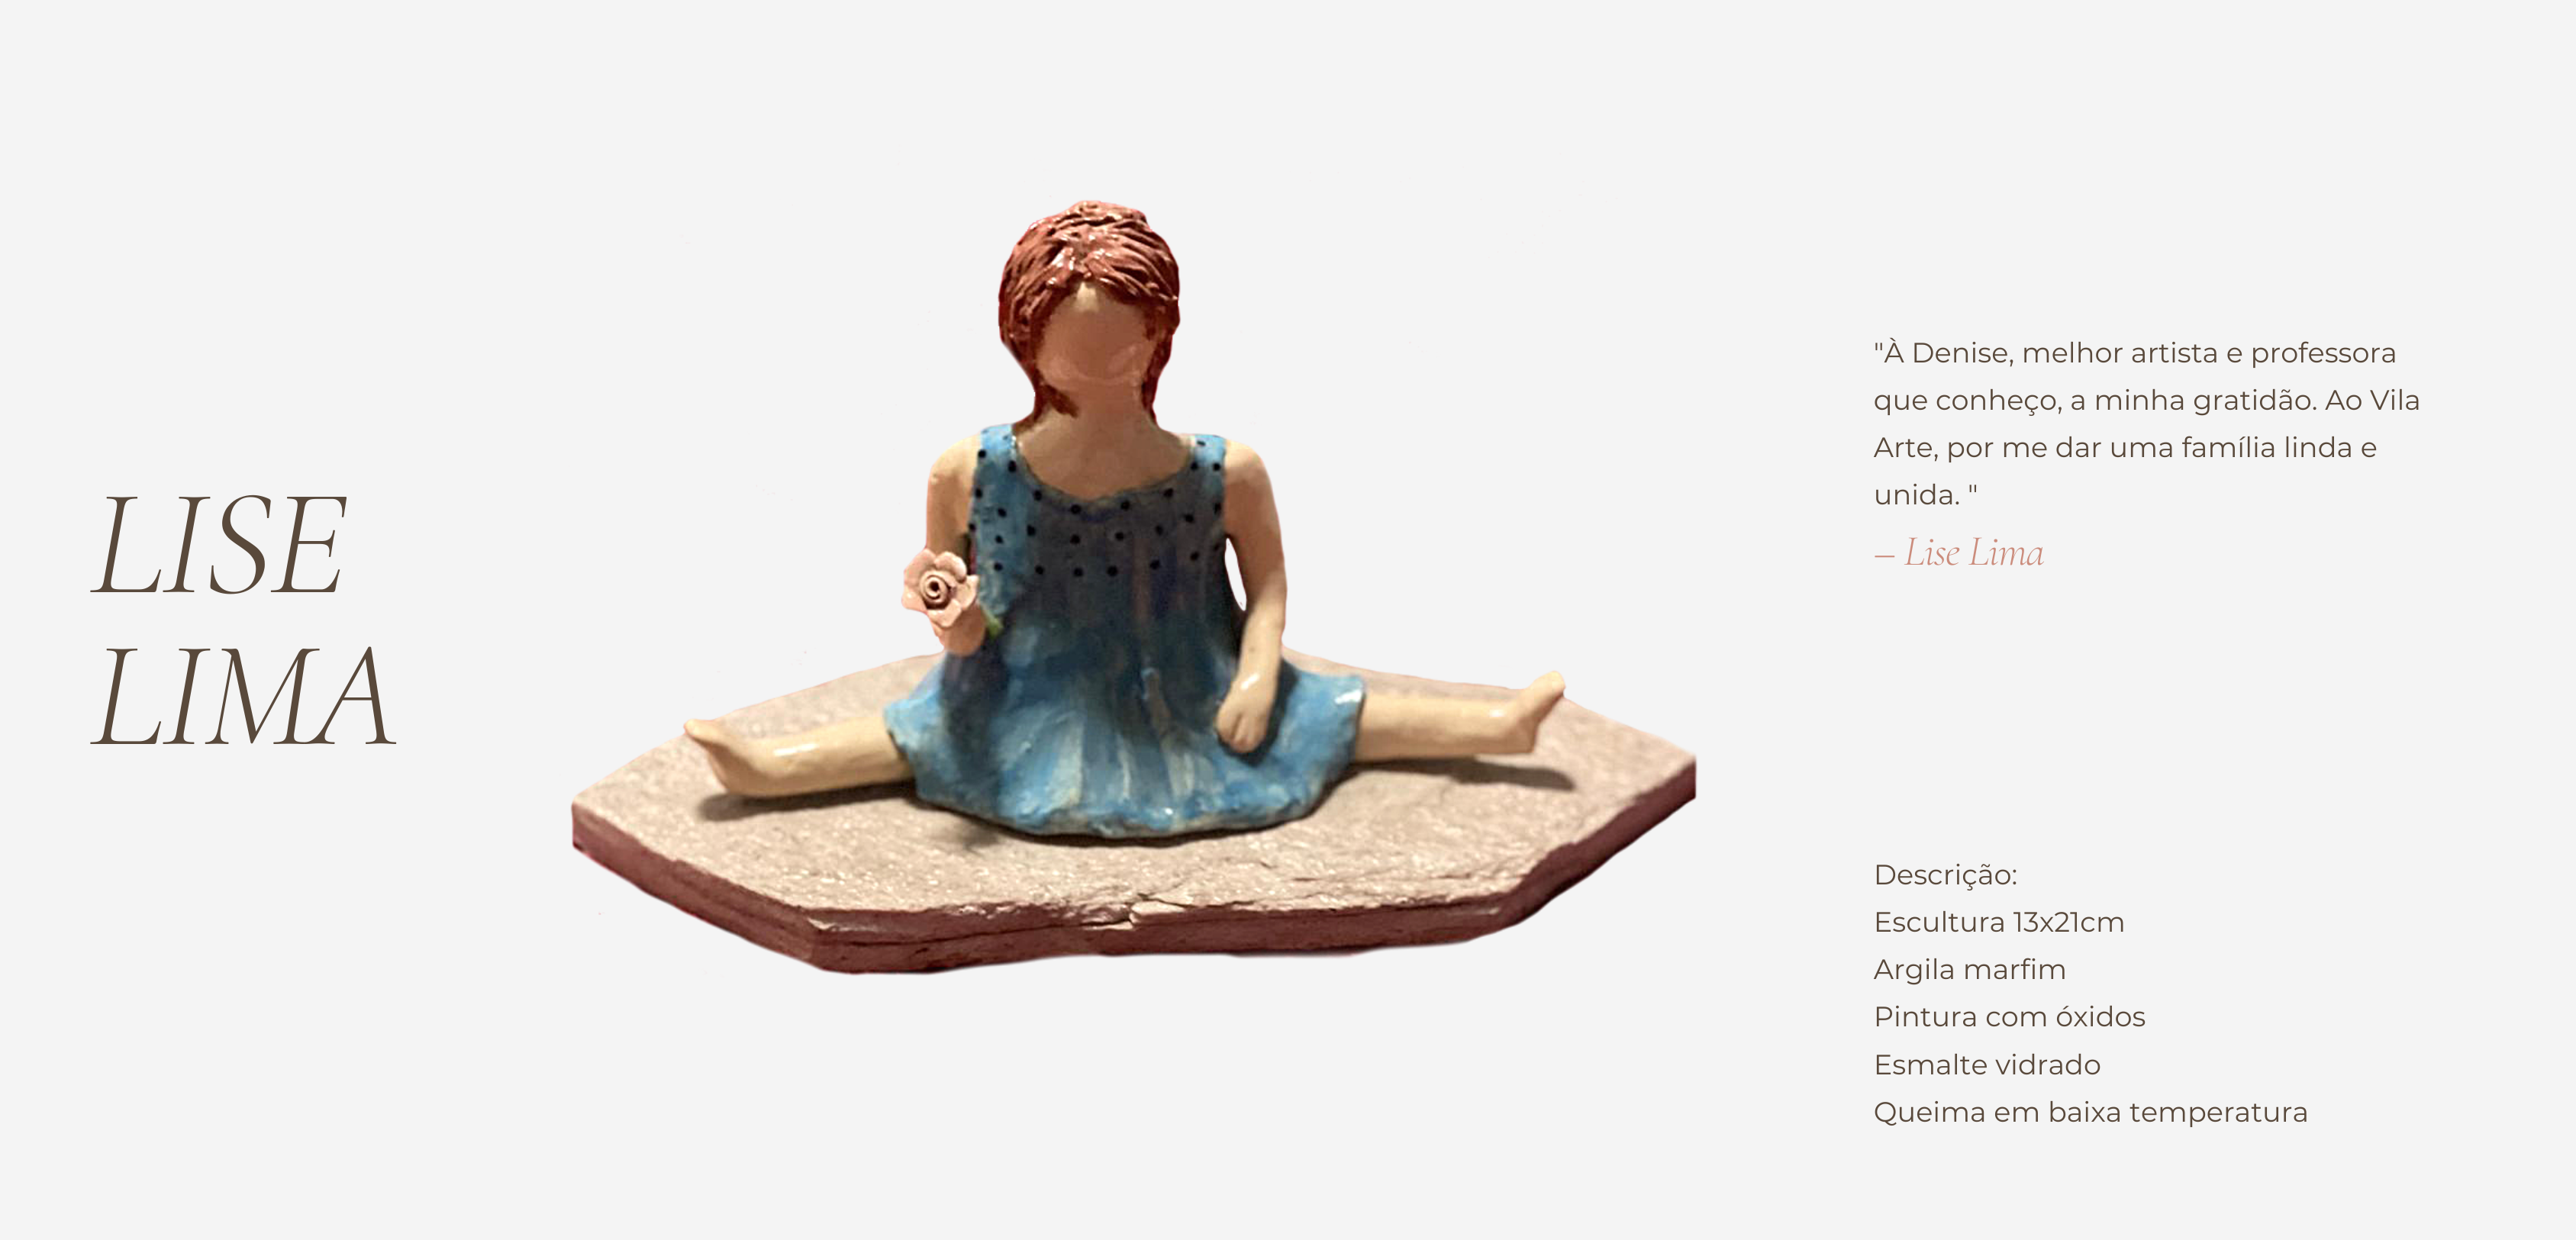 LISE
LIMA
"À Denise, melhor artista e professora
que conheço, a minha gratidão. Ao Vila
Arte, por me dar uma família linda e
unida. "
– Lise Lima
Descrição:
Escultura 13x21cm
Argila marfim
Pintura com óxidos
Esmalte vidrado
Queima em baixa temperatura